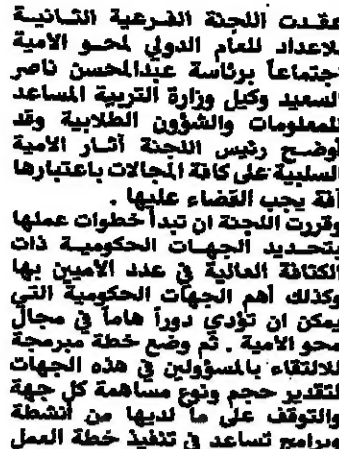 عقدت اللجنة الفرعية الثانية
للاعداد للعام الدولي لمحو الامية
اجتماعاً برئاسة عبدالمحسن ناصر
السعيد وكيل وزارة التربية المساعد
للمعلومات والشؤون الطلابية وقد
أوضح رئيس اللجنة آثار الامية
السلبية على كافة المجالات باعتبارها
آفة يجب القضاء عليها .
وقررت اللجنة ان تبدأ خطوات عملها
بتحديد الجهات الحكومية ذات
الكثافة العالية في عدد الأميين بها
وكذلك أهم الجهات الحكومية التي
يمكن ان تؤدي دوراً هاماً في مجال
محو الامية . ثم وضع خطة مبرمجة
للالتقاء بالمسؤولين في هذه الجهات
لتقدير حجم ونوع مساهمة كل جهة
والتوقف على ما لديها من أنشطة
وبرامج تساعد في تنفيذ خطة العمل